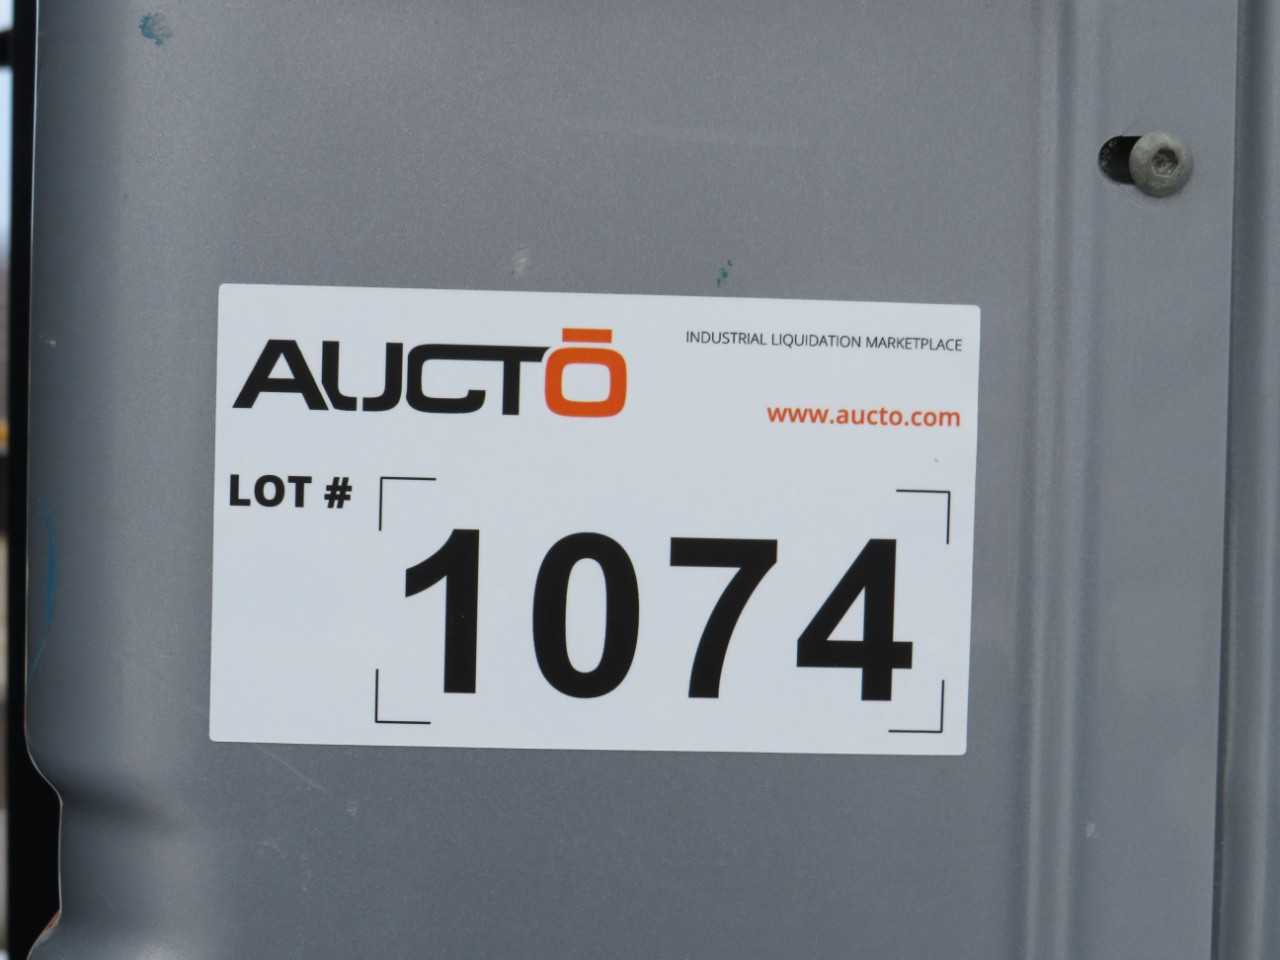 AUCTŌ
INDUSTRIAL LIQUIDATION MARKETPLACE
www.aucto.com
LOT #
1074